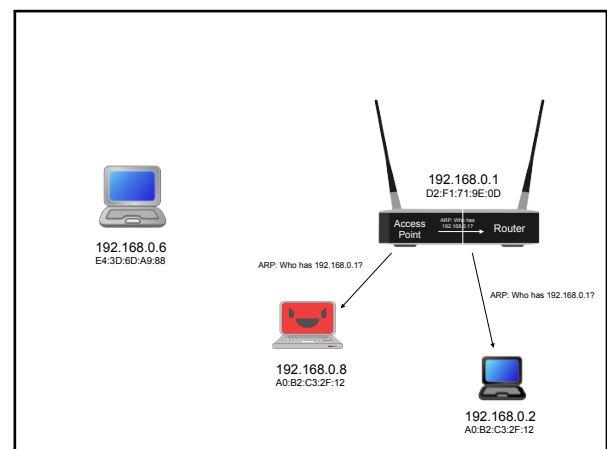 192.168.0.1
D2:F1:71:9E:0D
Access
Point
ARP: Who has
192.168.0.1?
Router
192.168.0.6
E4:3D:6D:A9:88
ARP: Who has 192.168.0.1?
ARP: Who has 192.168.0.1?
192.168.0.8
A0:B2:C3:2F:12
192.168.0.2
A0:B2:C3:2F:12